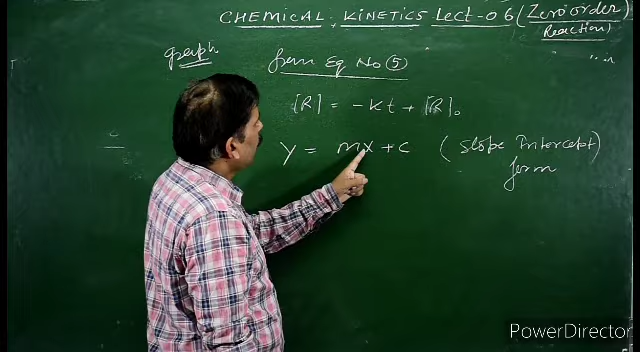 CHEMICAL KINETICS Lect-06 (Zero order Reaction)
graph from Eq No (5)
[R] = -kt + [R]₀
y = mx + c (Slope Intercept) form
PowerDirector